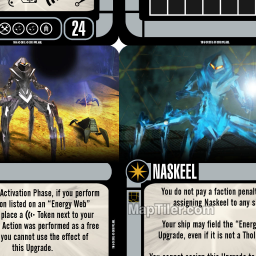 24
NASKEEL
Activation Phase, if you perform
on listed on an "Energy Web"
place a Token next to your
Action was performed as a free
you cannot use the effect of
this Upgrade.
You do not pay a faction penalt
assigning Naskeel to any s
MapTiler.com
Your ship may field the "Ener
Upgrade, even if it is not a Thol